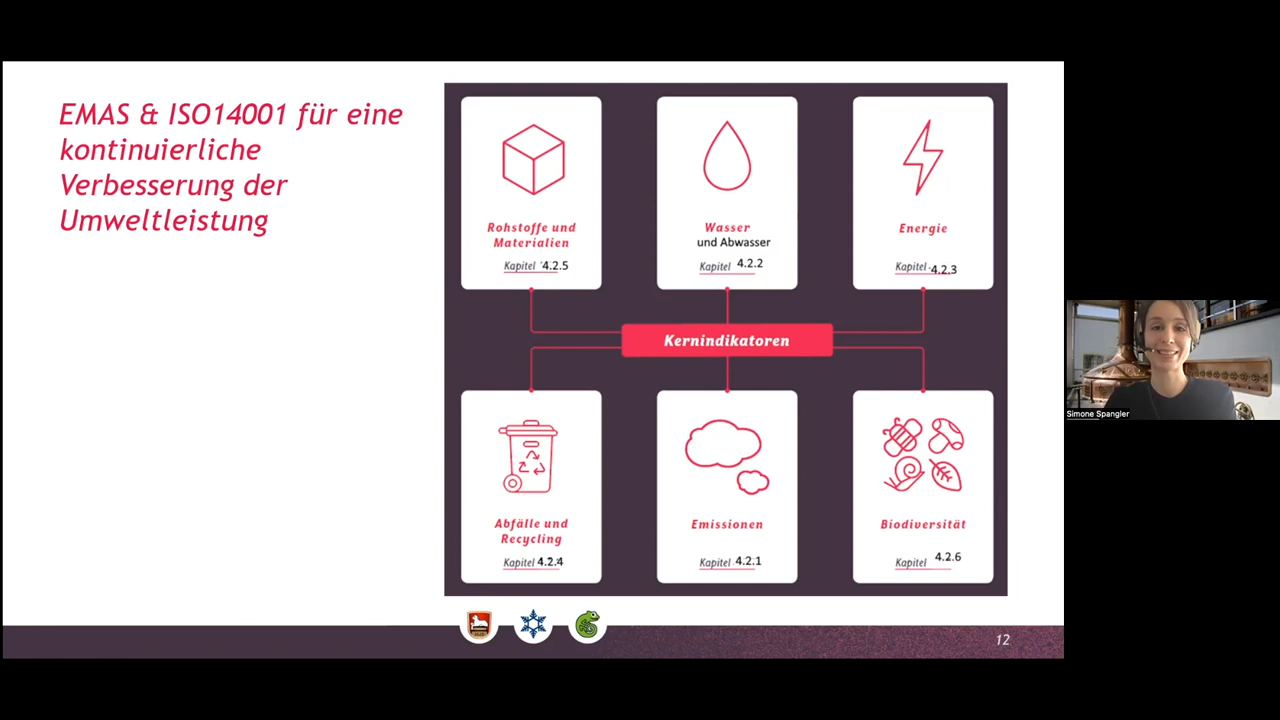 EMAS & ISO14001 für eine
kontinuierliche
Verbesserung der
Umweltleistung
Rohstoffe und
Materialien
Kapitel 4.2.5
Wasser
und Abwasser
Kapitel 4.2.2
Energie
Kapitel 4.2.3
Kernindikatoren
Abfälle und
Recycling
Kapitel 4.2.4
Emissionen
Kapitel 4.2.1
Biodiversität
Kapitel 4.2.6
12
Simone Spangler